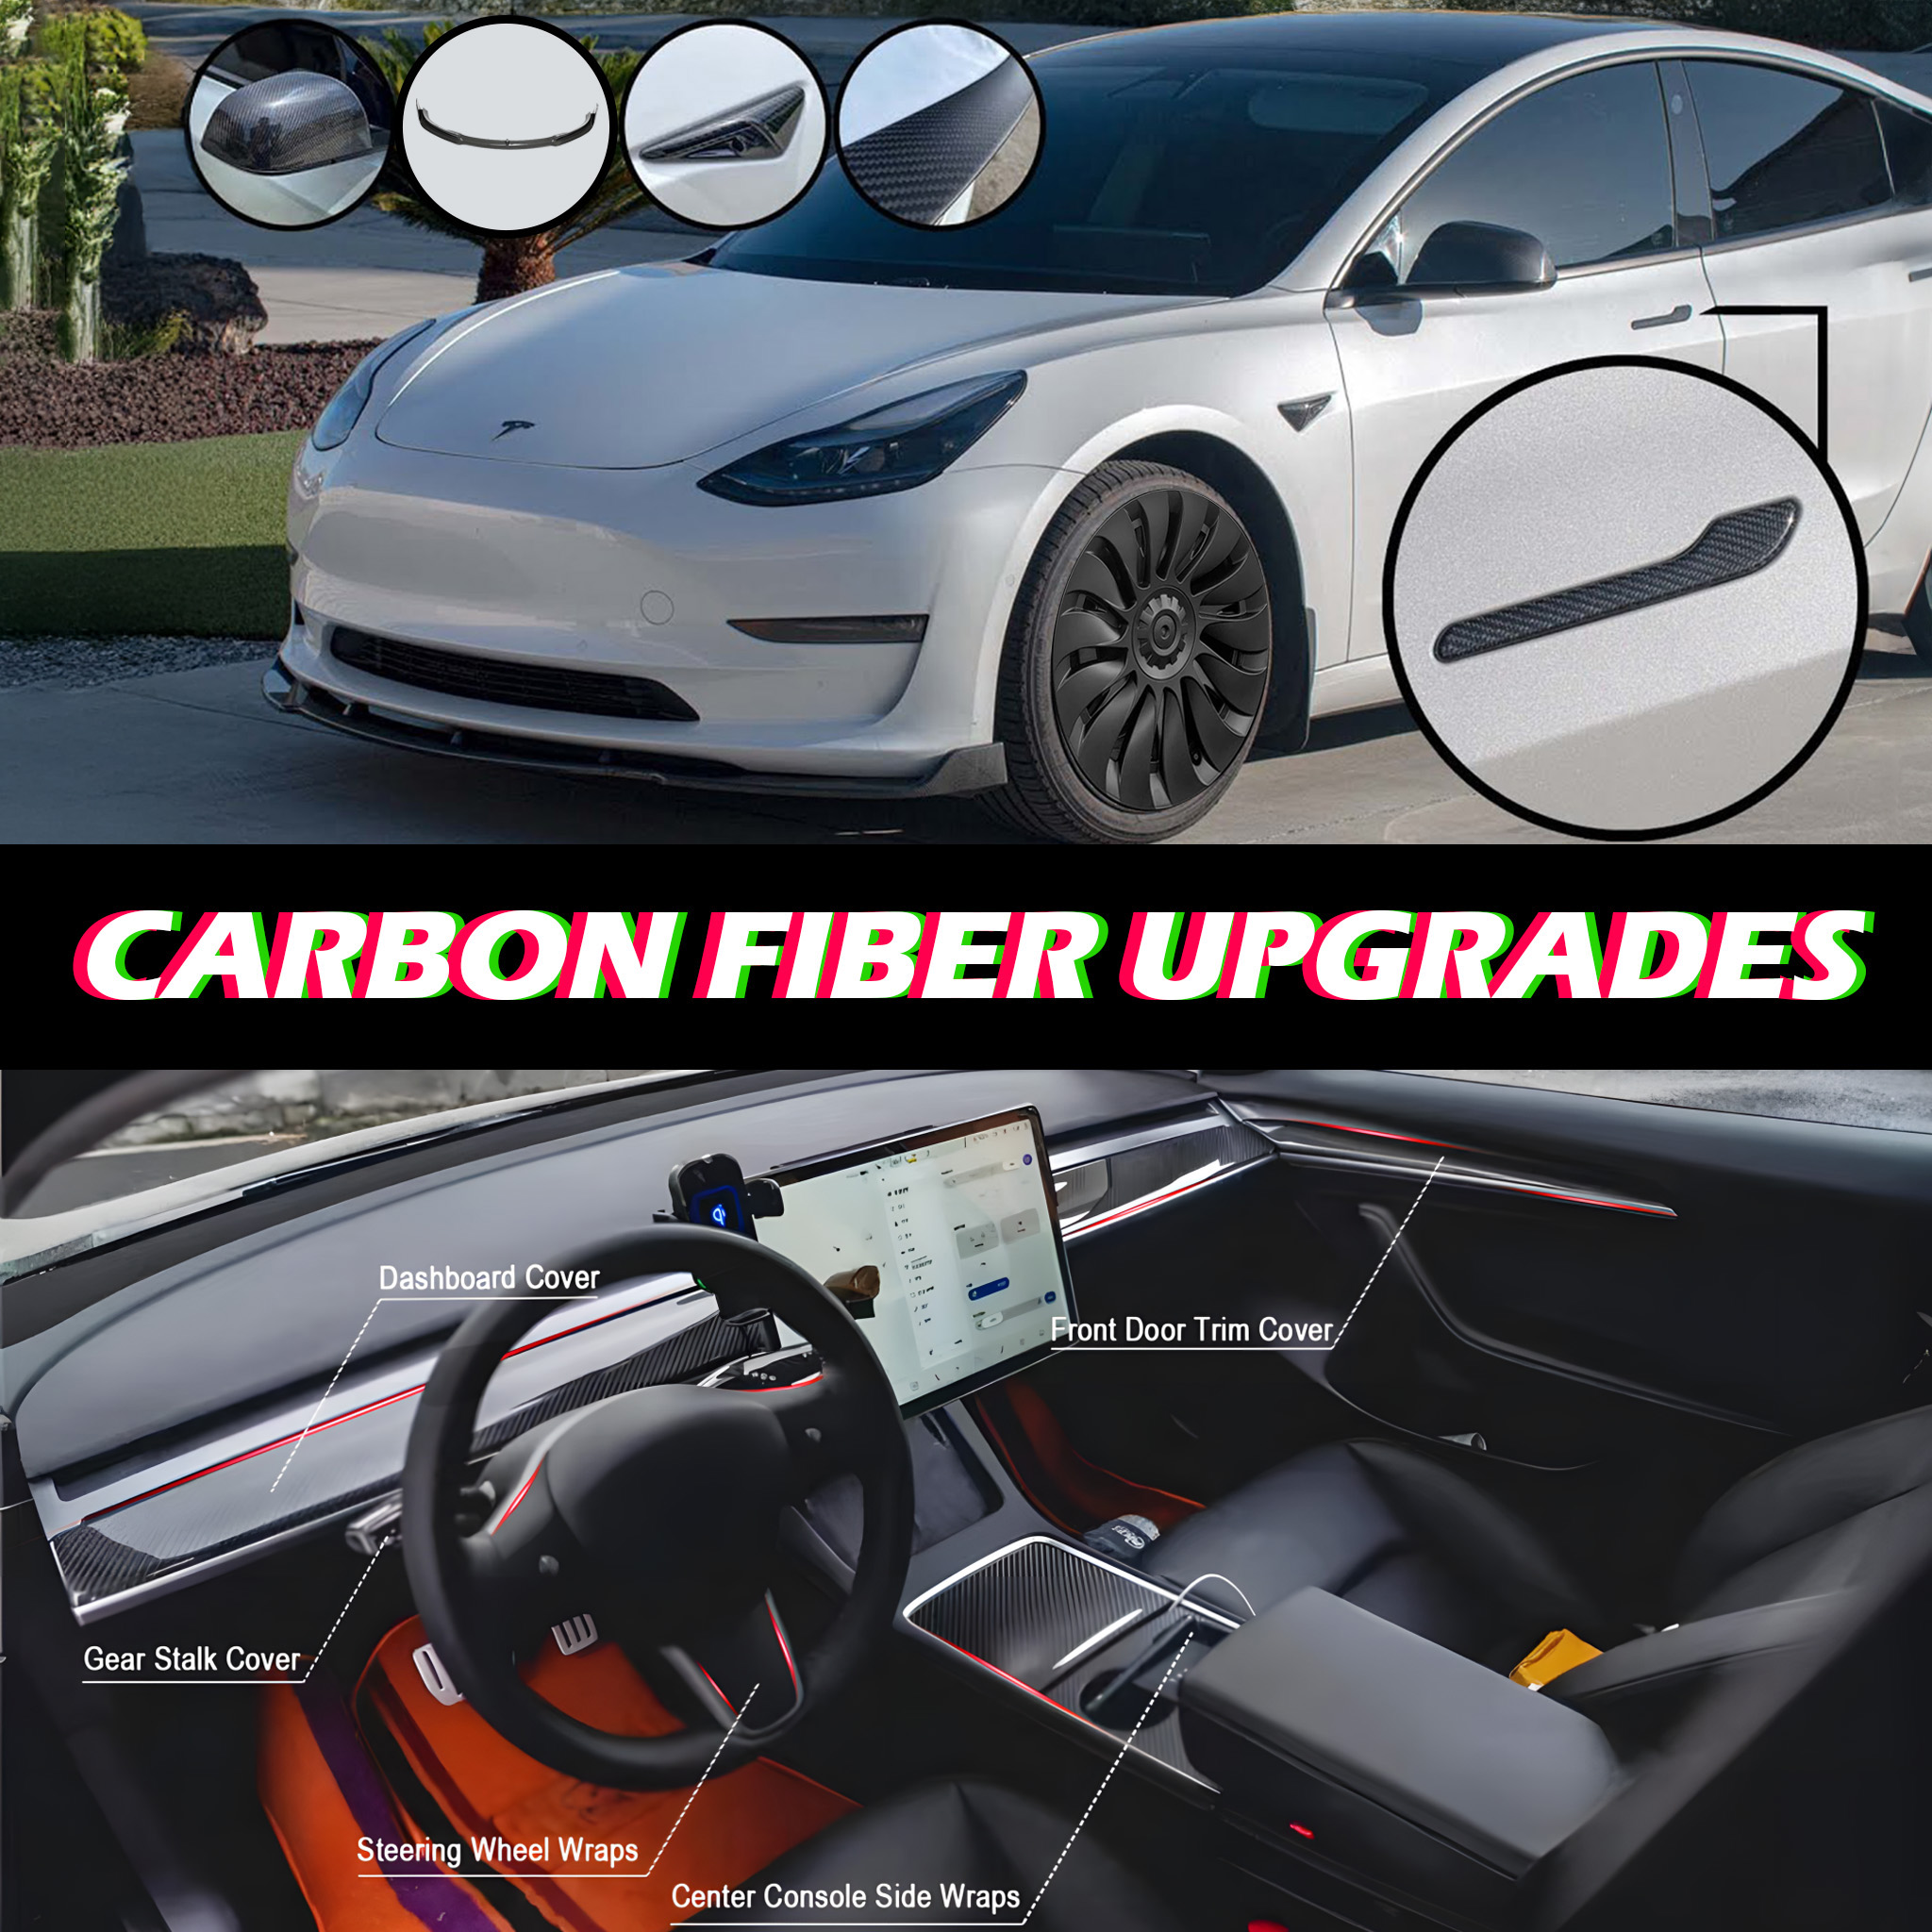 CARBON FIBER UPGRADES
Dashboard Cover
Front Door Trim Cover
Gear Stalk Cover
Steering Wheel Wraps
Center Console Side Wraps